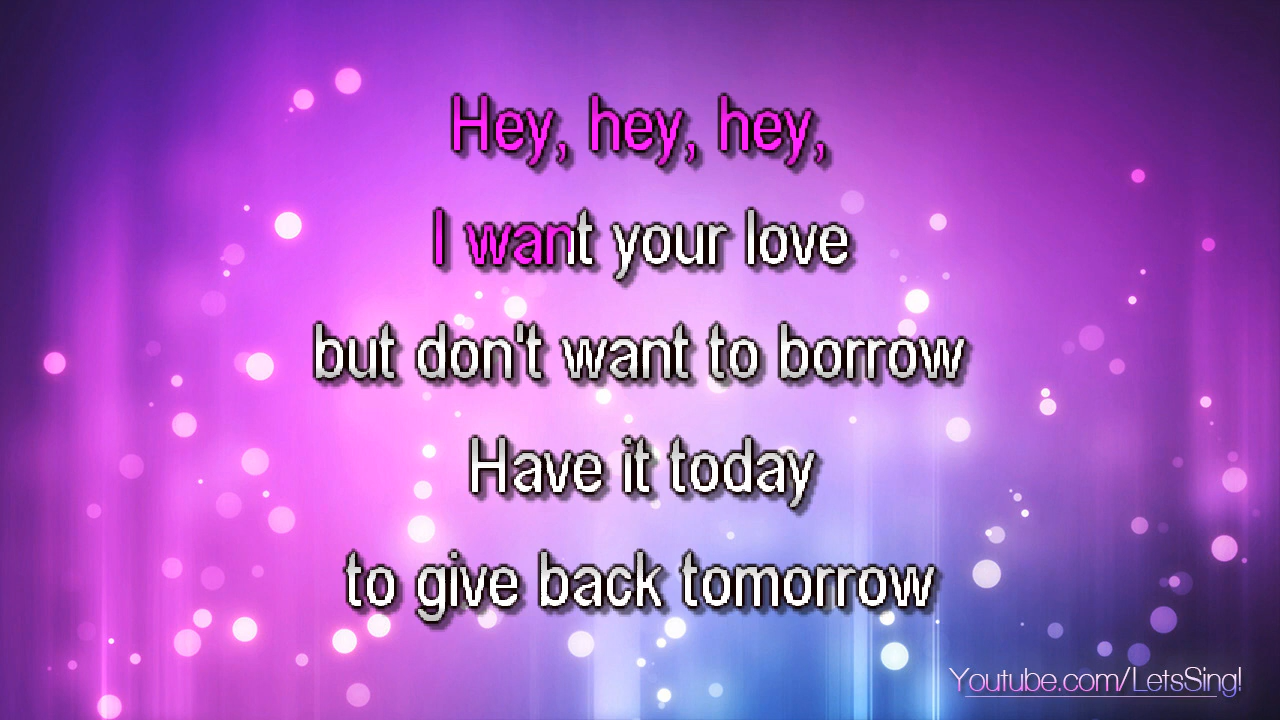 Hey, hey, hey,
I want your love
but don't want to borrow
Have it today
to give back tomorrow
Youtube.com/LetsSing!